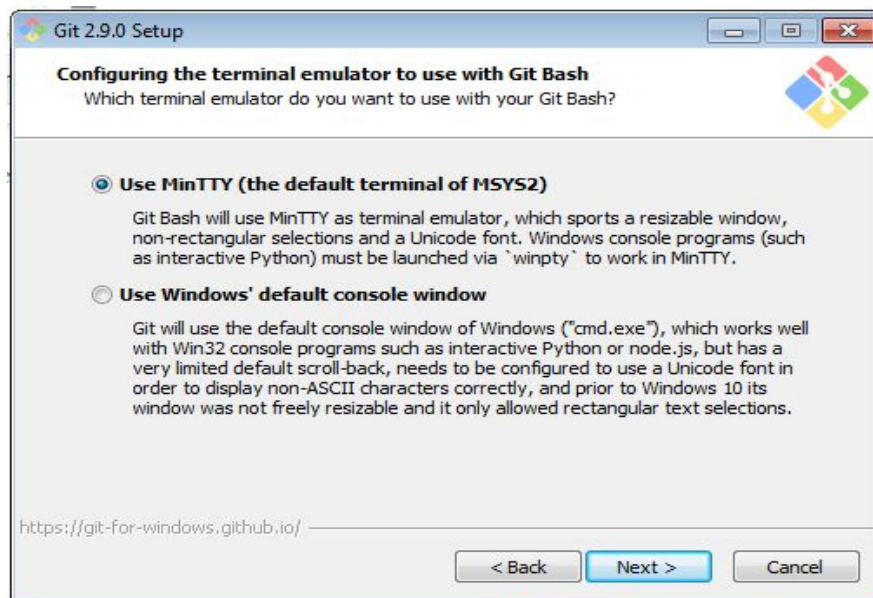 Git 2.9.0 Setup
Configuring the terminal emulator to use with Git Bash
Which terminal emulator do you want to use with your Git Bash?
Use MinTTY (the default terminal of MSYS2)
Git Bash will use MinTTY as terminal emulator, which sports a resizable window,
non-rectangular selections and a Unicode font. Windows console programs (such
as interactive Python) must be launched via `winpty` to work in MinTTY.
Use Windows' default console window
Git will use the default console window of Windows ("cmd.exe"), which works well
with Win32 console programs such as interactive Python or node.js, but has a
very limited default scroll-back, needs to be configured to use a Unicode font in
order to display non-ASCII characters correctly, and prior to Windows 10 its
window was not freely resizable and it only allowed rectangular text selections.
https://git-for-windows.github.io/
< Back Next > Cancel